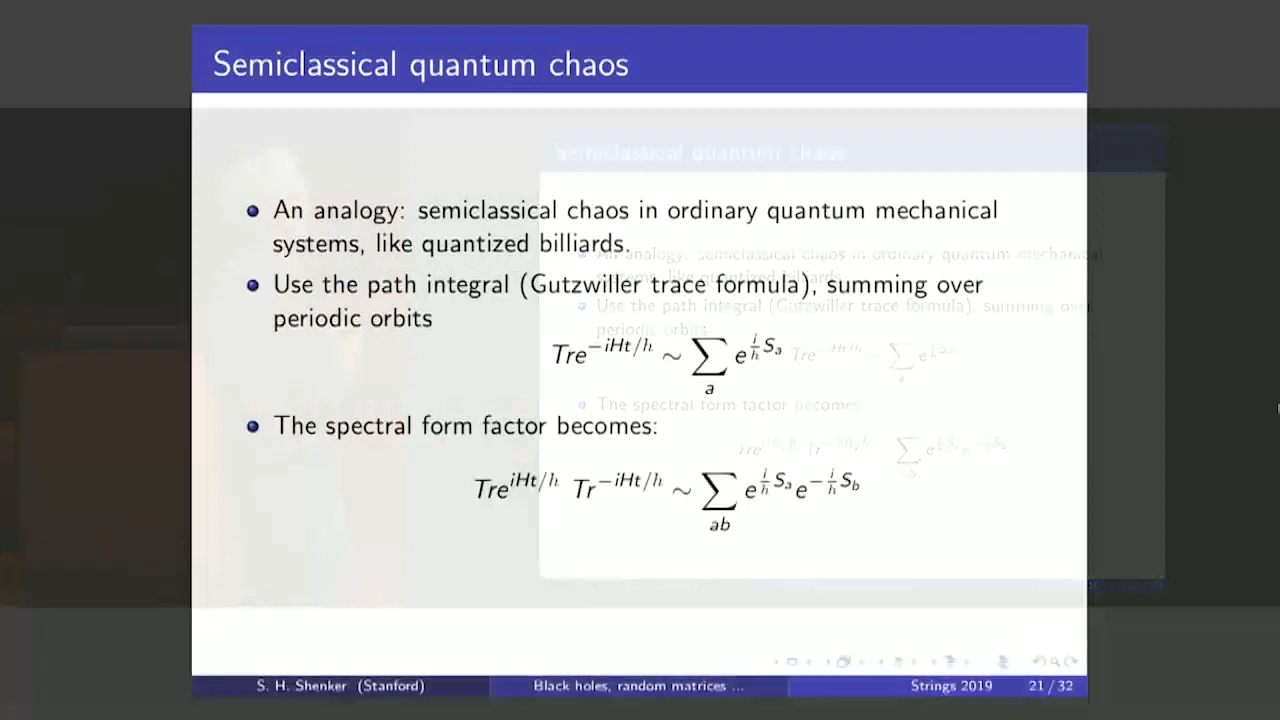 Semiclassical quantum chaos
An analogy: semiclassical chaos in ordinary quantum mechanical
systems, like quantized billiards.
Use the path integral (Gutzwiller trace formula), summing over
periodic orbits
Tre^{-iHt/ħ} ∼ ∑_a e^{i/ħ S_a}
The spectral form factor becomes:
Tre^{iHt/ħ} Tr^{-iHt/ħ} ∼ ∑_{ab} e^{i/ħ S_a} e^{-i/ħ S_b}
S. H. Shenker (Stanford) Black holes, random matrices ... Strings 2019 21 / 32